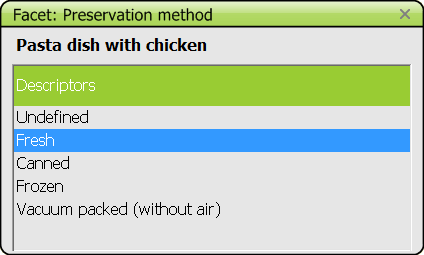 Facet: Preservation method
Pasta dish with chicken
Descriptors
Undefined
Fresh
Canned
Frozen
Vacuum packed (without air)